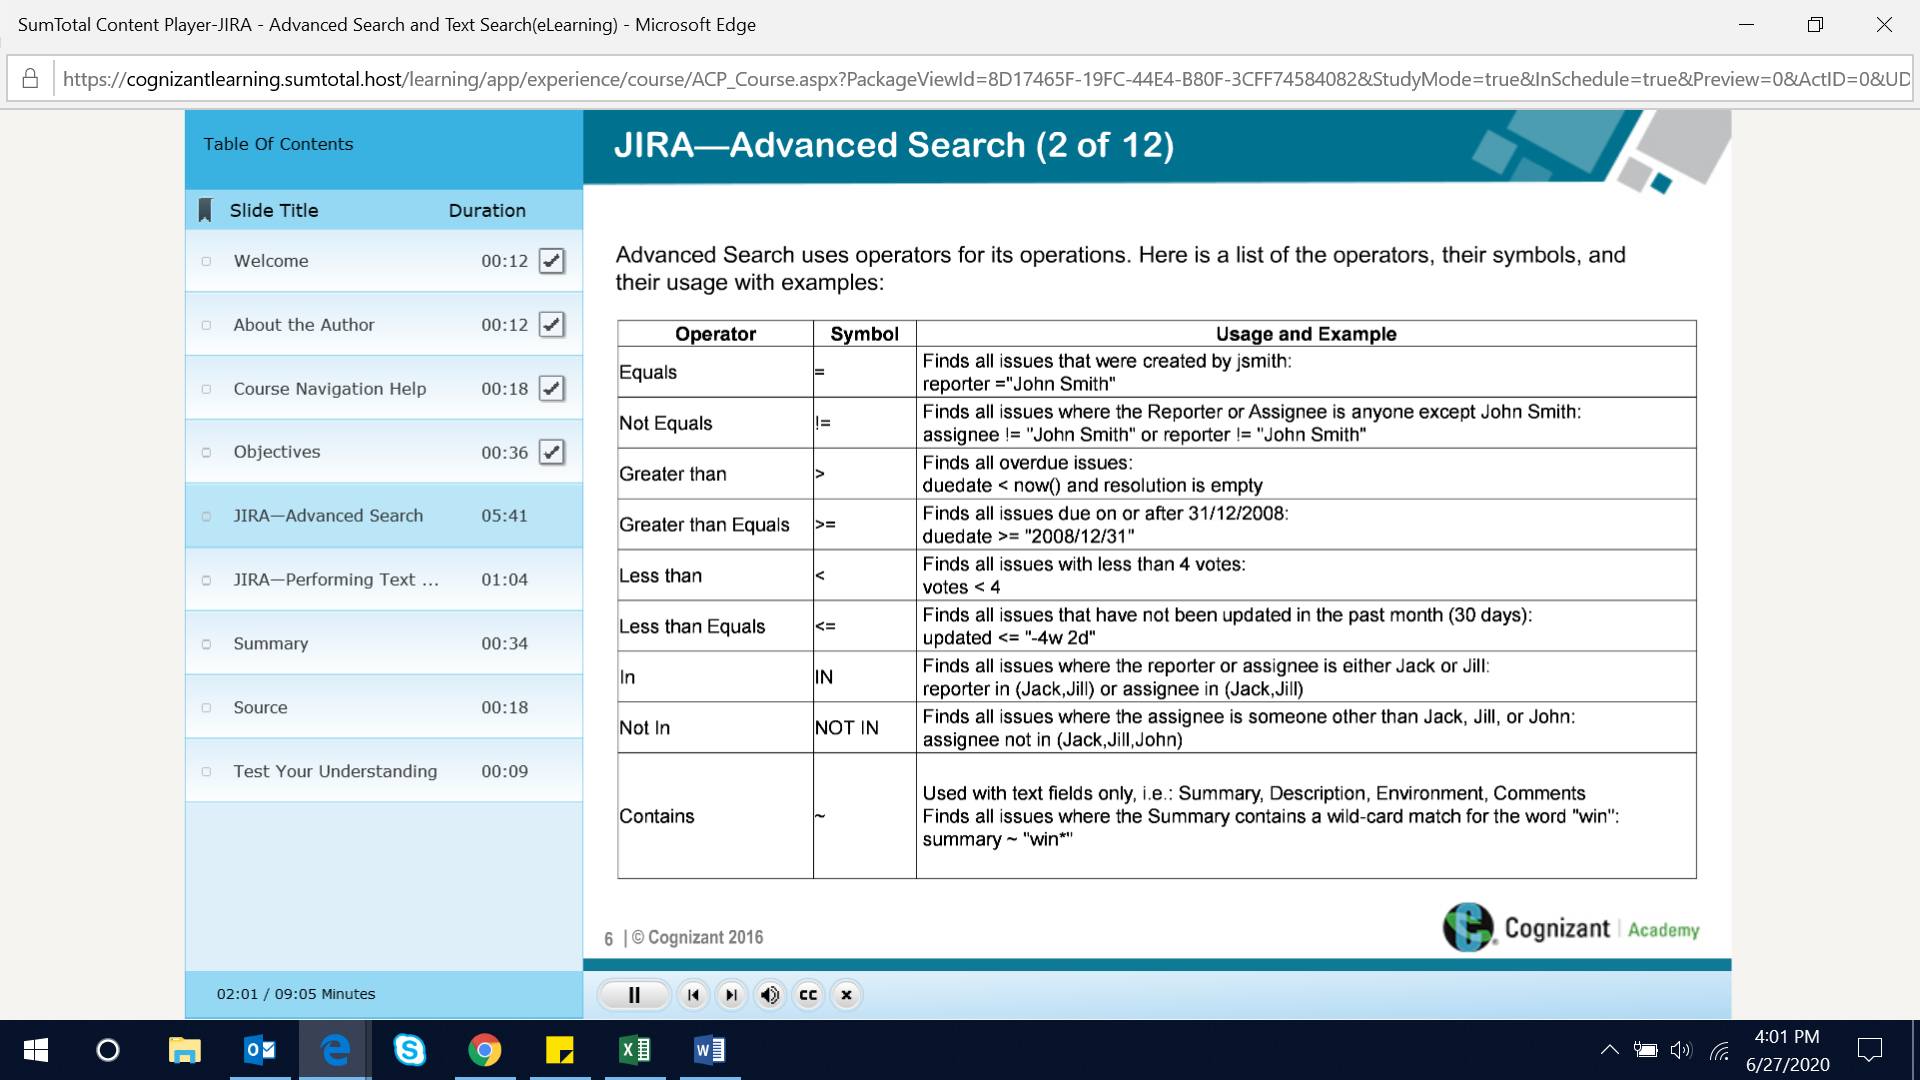 SumTotal Content Player-JIRA - Advanced Search and Text Search(eLearning) - Microsoft Edge
https://cognizantlearning.sumtotal.host/learning/app/experience/course/ACP_Course.aspx?PackageViewId=8D17465F-19FC-44E4-B80F-3CFF74584082&StudyMode=true&InSchedule=true&Preview=0&ActID=0&UD
Table Of Contents
Slide Title Duration
Welcome 00:12
About the Author 00:12
Course Navigation Help 00:18
Objectives 00:36
JIRA—Advanced Search 05:41
JIRA—Performing Text ... 01:04
Summary 00:34
Source 00:18
Test Your Understanding 00:09
02:01 / 09:05 Minutes
JIRA—Advanced Search (2 of 12)
Advanced Search uses operators for its operations. Here is a list of the operators, their symbols, and
their usage with examples:
Operator Symbol Usage and Example
Equals = Finds all issues that were created by jsmith:
reporter ="John Smith"
Not Equals != Finds all issues where the Reporter or Assignee is anyone except John Smith:
assignee != "John Smith" or reporter != "John Smith"
Greater than > Finds all overdue issues:
duedate < now() and resolution is empty
Greater than Equals >= Finds all issues due on or after 31/12/2008:
duedate >= "2008/12/31"
Less than < Finds all issues with less than 4 votes:
votes < 4
Less than Equals <= Finds all issues that have not been updated in the past month (30 days):
updated <= "-4w 2d"
In IN Finds all issues where the reporter or assignee is either Jack or Jill:
reporter in (Jack,Jill) or assignee in (Jack,Jill)
Not In NOT IN Finds all issues where the assignee is someone other than Jack, Jill, or John:
assignee not in (Jack,Jill,John)
Used with text fields only, i.e.: Summary, Description, Environment, Comments
Contains ~ Finds all issues where the Summary contains a wild-card match for the word "win":
summary ~ "win*"
6 | © Cognizant 2016
Cognizant | Academy
CC
4:01 PM
6/27/2020